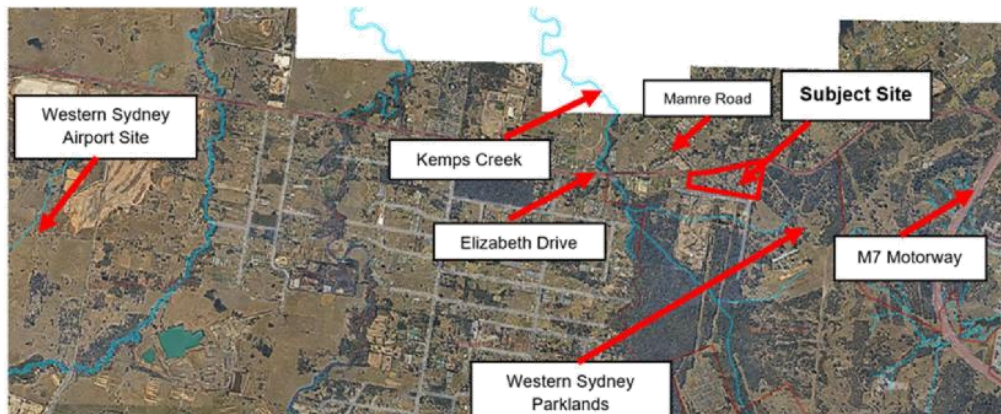 Western Sydney
Airport Site
Kemps Creek
Mamre Road
Subject Site
Elizabeth Drive
M7 Motorway
Western Sydney
Parklands